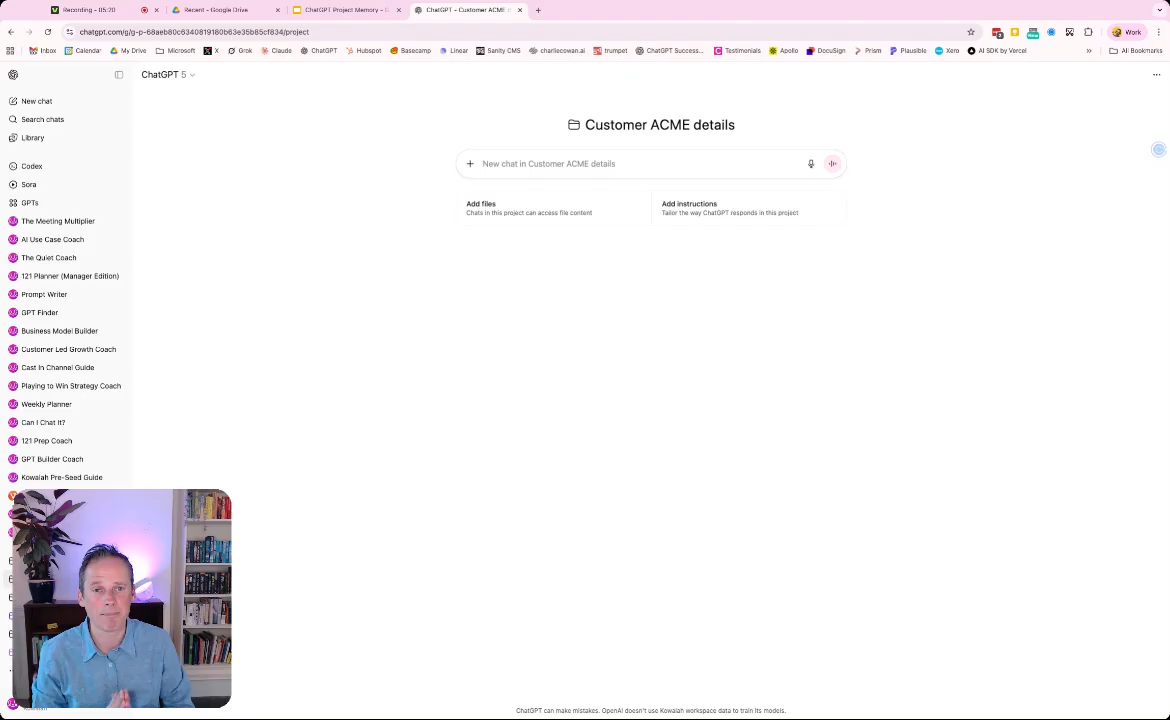 Recording - 05:20
Recent - Google Drive
ChatGPT Project Memory -
ChatGPT - Customer ACME
chatgpt.com/g/g-p-68aeb80c6340819180b63e35b85cf834/project
Work
Inbox
Calendar
My Drive
Microsoft
X
Grok
Claude
ChatGPT
Hubspot
Basecamp
Linear
Sanity CMS
charliecowan.ai
trumpet
ChatGPT Success...
Testimonials
Apollo
DocuSign
Prism
Plausible
Xero
AI SDK by Vercel
All Bookmarks
ChatGPT 5
New chat
Search chats
Library
Codex
Sora
GPTs
The Meeting Multiplier
AI Use Case Coach
The Quiet Coach
121 Planner (Manager Edition)
Prompt Writer
GPT Finder
Business Model Builder
Customer Led Growth Coach
Cast In Channel Guide
Playing to Win Strategy Coach
Weekly Planner
Can I Chat It?
121 Prep Coach
GPT Builder Coach
Kowalah Pre-Seed Guide
Customer ACME details
New chat in Customer ACME details
Add files
Chats in this project can access file content
Add instructions
Tailor the way ChatGPT responds in this project
ChatGPT can make mistakes. OpenAI doesn't use Kowalah workspace data to train its models.